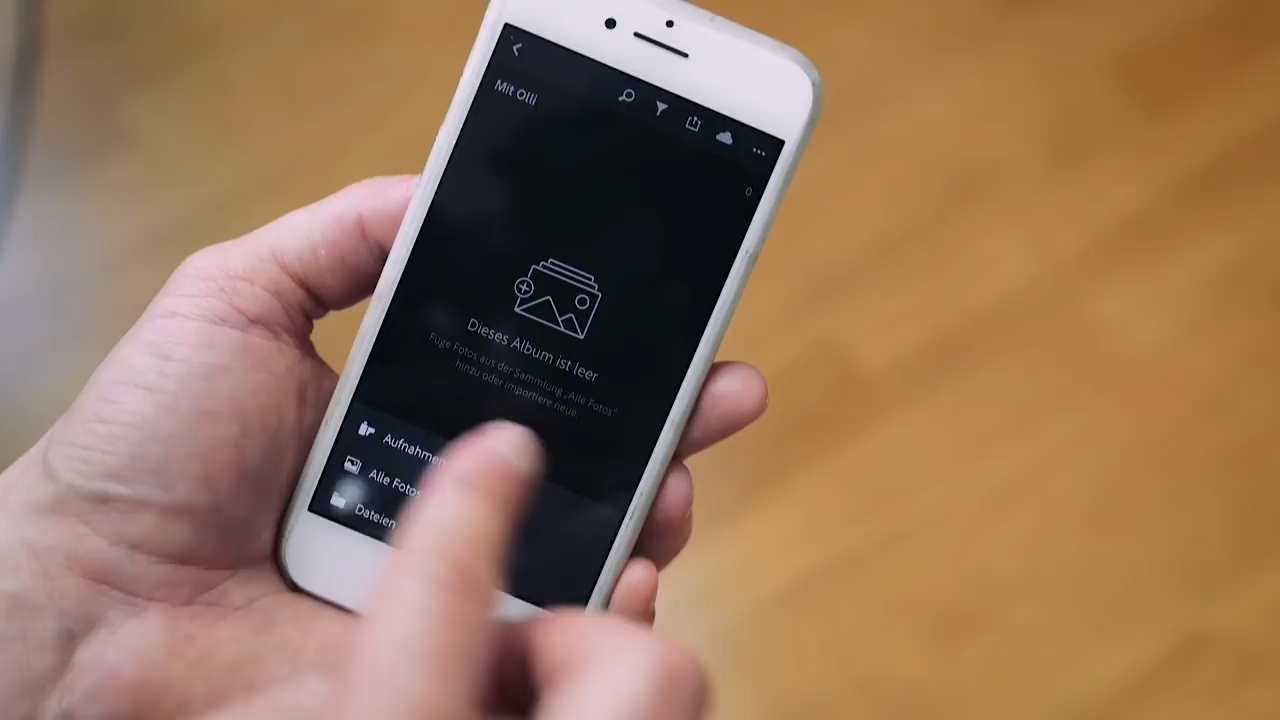 Mit Olli
0
Dieses Album ist leer
Füge Fotos aus der Sammlung „Alle Fotos"
hinzu oder importiere neue.
Aufnahmen
Alle Fotos
Dateien